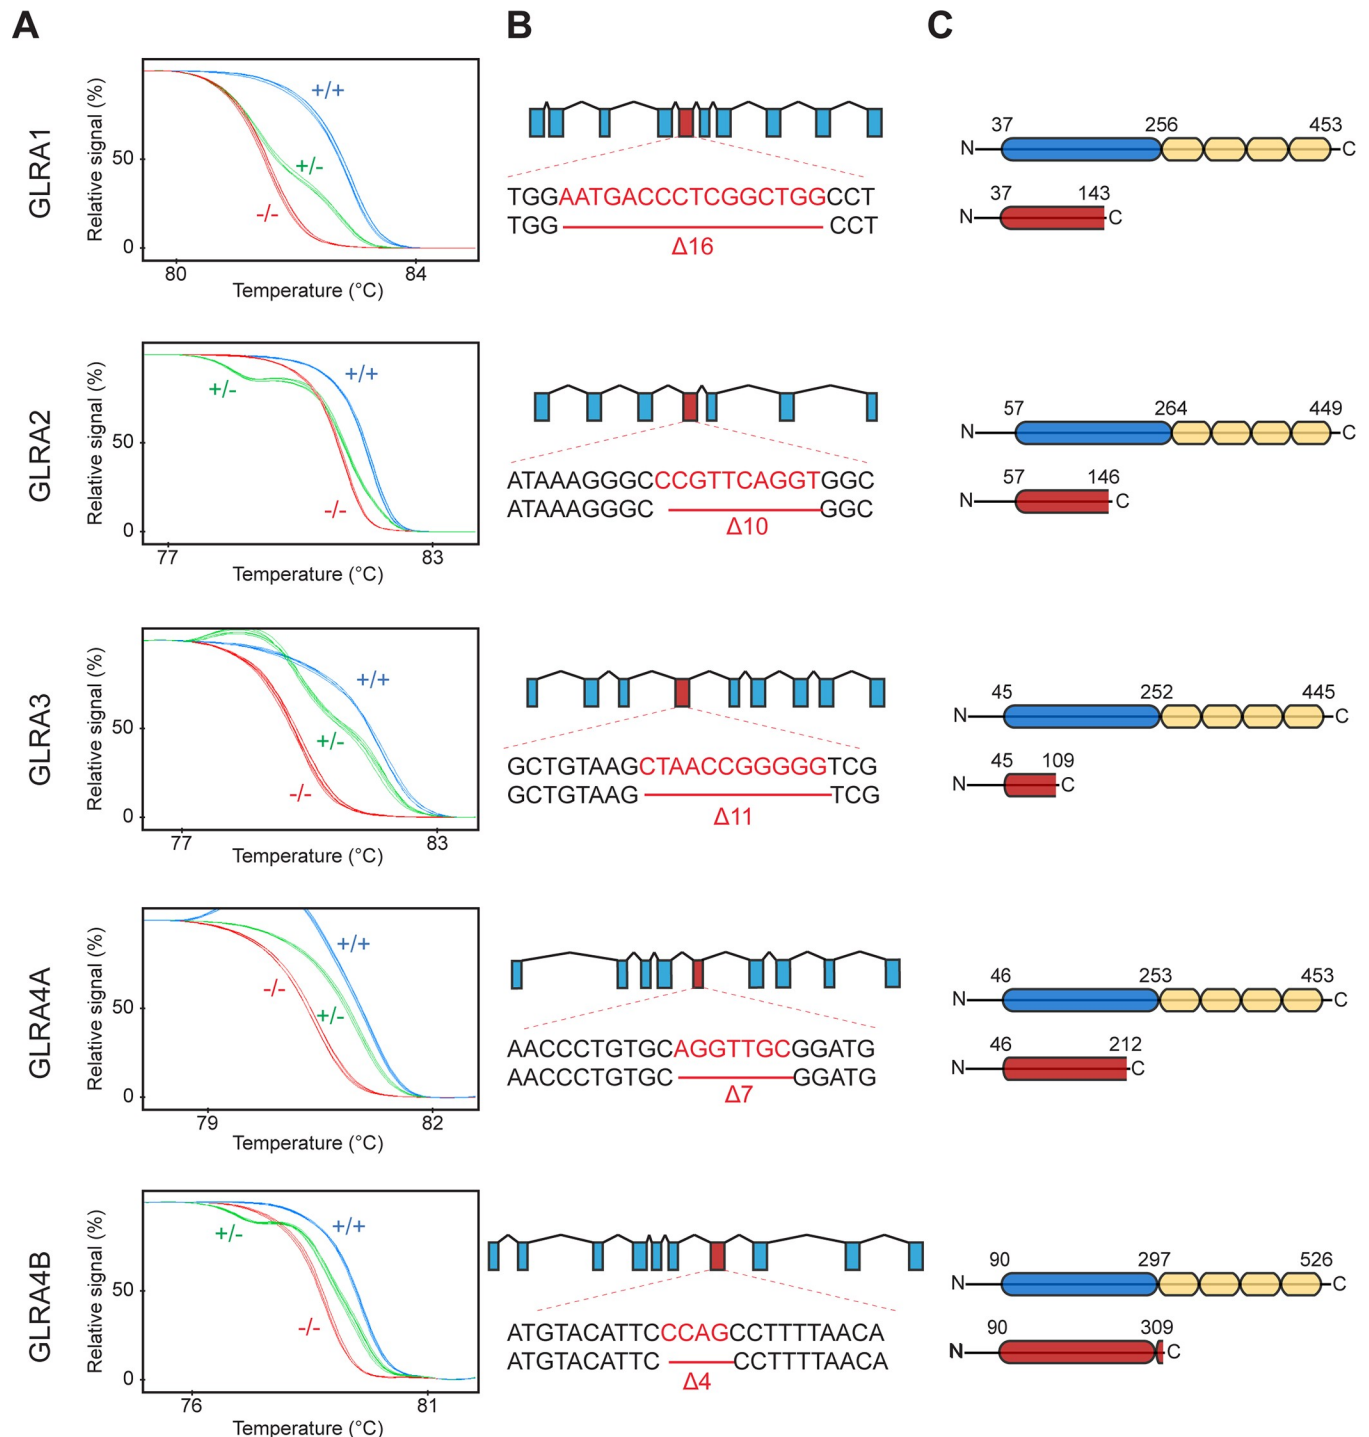 A
B
C
GLRA1
Relative signal (%)
50
0
80
84
Temperature (°C)
+/+
+/-
-/-
TGGAATGACCCTCGGCTGGCCT
TGG CCT
Δ16
37 256 453
N C
37 143
N C
GLRA2
Relative signal (%)
50
0
77
83
Temperature (°C)
+/+
+/-
-/-
ATAAAGGGCCCGTTCAGGTGGC
ATAAAGGGC GGC
Δ10
57 264 449
N C
57 146
N C
GLRA3
Relative signal (%)
50
0
77
83
Temperature (°C)
+/+
+/-
-/-
GCTGTAAGCTAACCGGGGGTCG
GCTGTAAG TCG
Δ11
45 252 445
N C
45 109
N C
GLRA4A
Relative signal (%)
50
0
79
82
Temperature (°C)
+/+
-/-
+/-
AACCCTGTGCAGGTTGCGGATG
AACCCTGTGC GGATG
Δ7
46 253 453
N C
46 212
N C
GLRA4B
Relative signal (%)
50
0
76
81
Temperature (°C)
+/+
+/-
-/-
ATGTACATTCCCAGCCTTTTAACA
ATGTACATTC CCTTTTAACA
Δ4
90 297 526
N C
90 309
N C